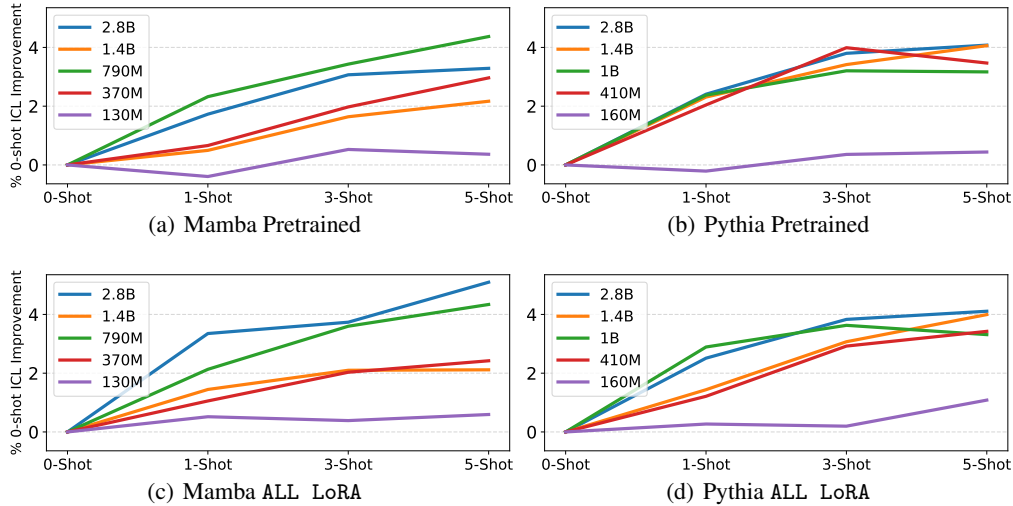 % 0-shot ICL Improvement
4
2
0
2.8B
1.4B
790M
370M
130M
0-Shot
1-Shot
3-Shot
5-Shot
(a) Mamba Pretrained
4
2
0
2.8B
1.4B
1B
410M
160M
0-Shot
1-Shot
3-Shot
5-Shot
(b) Pythia Pretrained
% 0-shot ICL Improvement
4
2
0
2.8B
1.4B
790M
370M
130M
0-Shot
1-Shot
3-Shot
5-Shot
(c) Mamba ALL LoRA
4
2
0
2.8B
1.4B
1B
410M
160M
0-Shot
1-Shot
3-Shot
5-Shot
(d) Pythia ALL LoRA